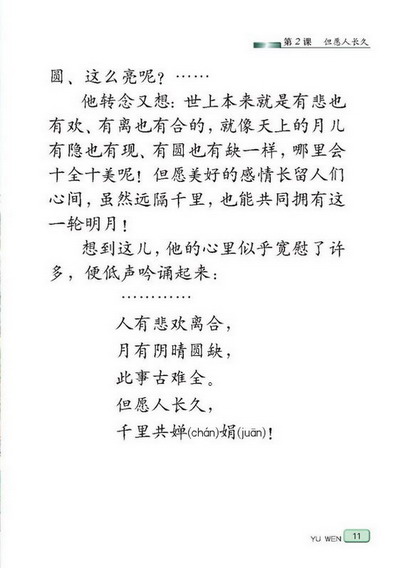 第2课 但愿人长久
圆、这么亮呢？……
他转念又想：世上本来就是有悲也
有欢、有离也有合的，就像天上的月儿
有隐也有现、有圆也有缺一样，哪里会
十全十美呢！但愿美好的感情长留人们
心间，虽然远隔千里，也能共同拥有这
一轮明月！
想到这儿，他的心里似乎宽慰了许
多，便低声吟诵起来：
…………
人有悲欢离合，
月有阴晴圆缺，
此事古难全。
但愿人长久，
千里共婵(chán)娟(juān)！
YU WEN 11